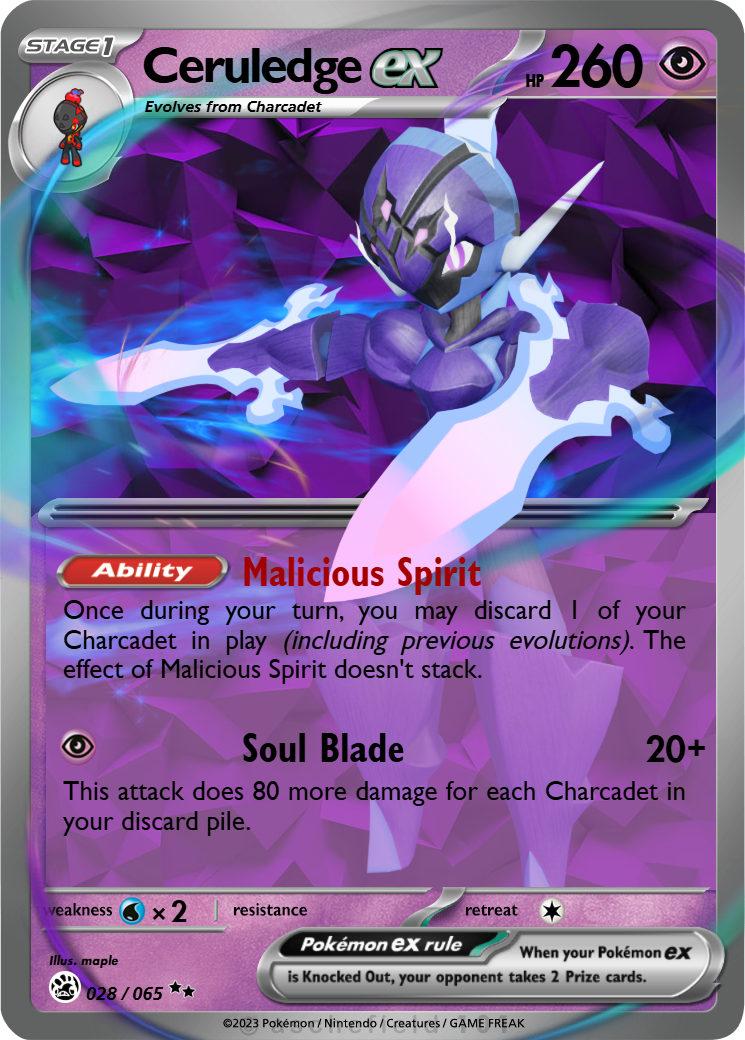 STAGE1
Ceruledge ex HP 260
Evolves from Charcadet
Ability Malicious Spirit
Once during your turn, you may discard 1 of your
Charcadet in play (including previous evolutions). The
effect of Malicious Spirit doesn't stack.
Soul Blade 20+
This attack does 80 more damage for each Charcadet in
your discard pile.
weakness × 2 resistance retreat
Pokémon ex rule
When your Pokémon ex
is Knocked Out, your opponent takes 2 Prize cards.
Illus. maple
028 / 065
©2023 Pokémon / Nintendo / Creatures / GAME FREAK